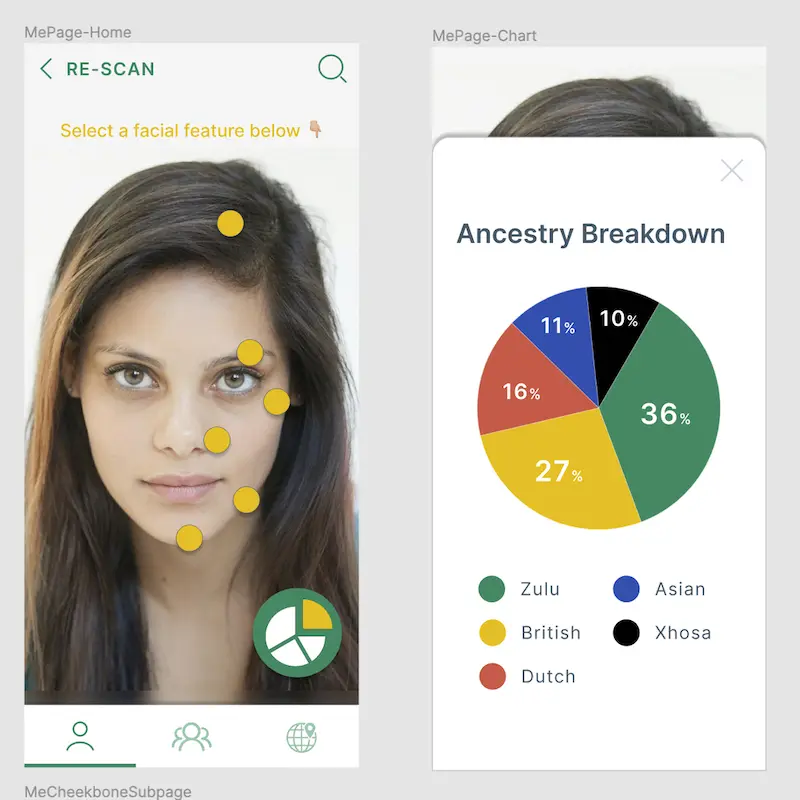 MePage-Home
RE-SCAN
Select a facial feature below
MePage-Chart
Ancestry Breakdown
11%
10%
16%
36%
27%
Zulu
Asian
British
Xhosa
Dutch
MeCheekboneSubpage